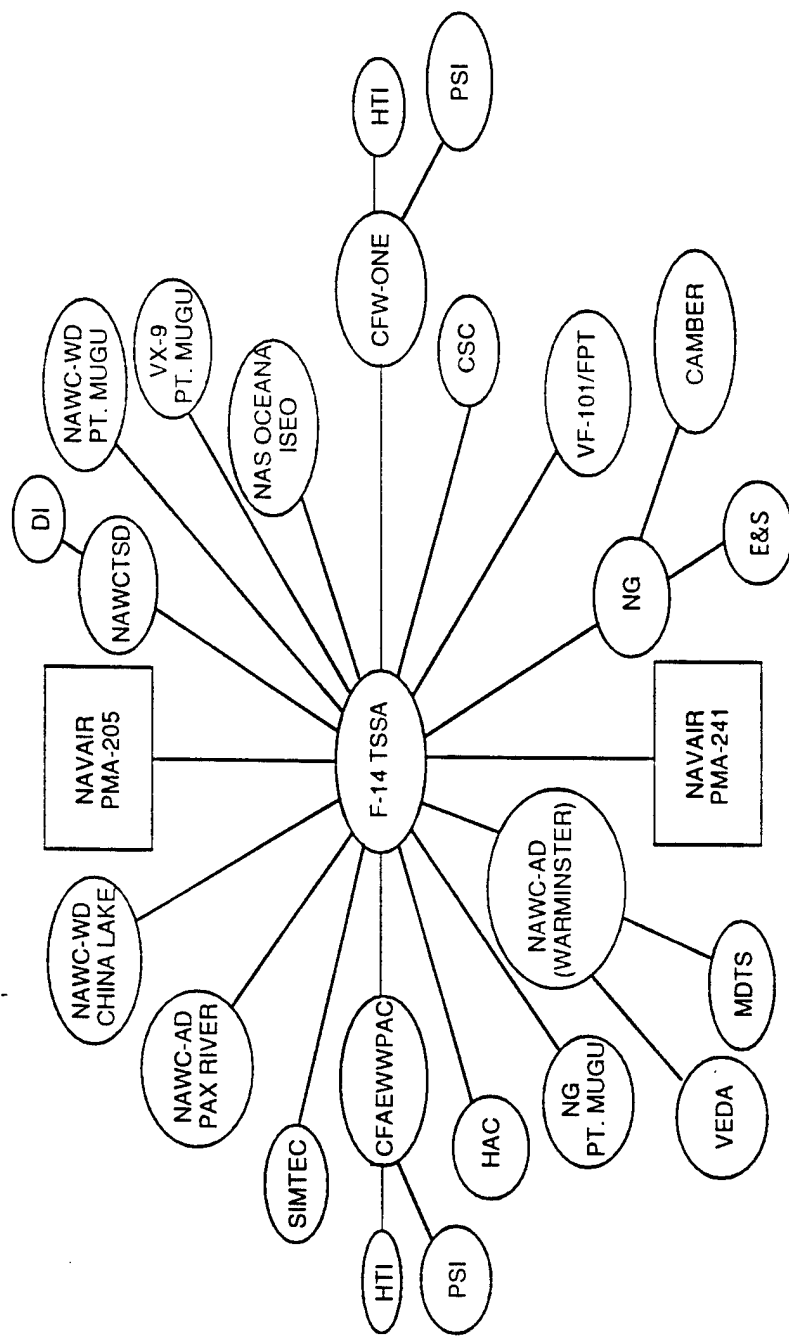 DI
NAWCTSD
NAWC-WD
PT. MUGU
VX-9
PT. MUGU
NAS OCEANA
ISEO
HTI
PSI
CFW-ONE
CSC
VF-101/FPT
CAMBER
NG
E&S
NAVAIR
PMA-205
F-14 TSSA
NAVAIR
PMA-241
NAWC-WD
CHINA LAKE
NAWC-AD
PAX RIVER
SIMTEC
CFAEWWPAC
HTI
PSI
HAC
NG
PT. MUGU
NAWC-AD
(WARMINSTER)
VEDA
MDTS